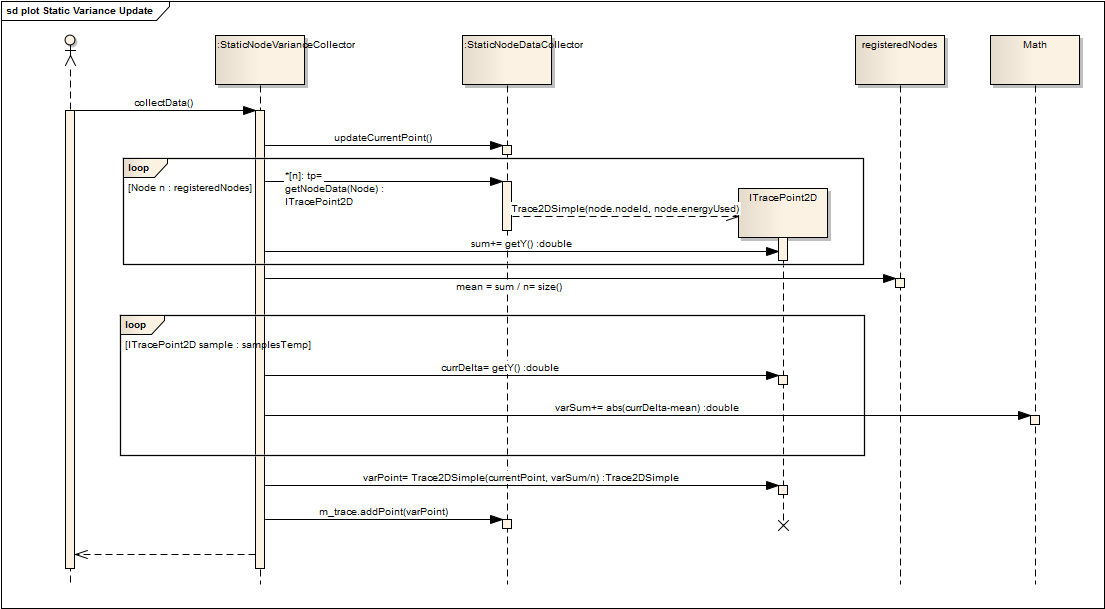 sd plot Static Variance Update
:StaticNodeVarianceCollector
:StaticNodeDataCollector
registeredNodes
Math
collectData()
updateCurrentPoint()
loop
[Node n : registeredNodes]
*[n]: tp=
getNodeData(Node) :
ITracePoint2D
ITracePoint2D
Trace2DSimple(node.nodeId, node.energyUsed)
sum+= getY() :double
mean = sum / n= size()
loop
[ITracePoint2D sample : samplesTemp]
currDelta= getY() :double
varSum+= abs(currDelta-mean) :double
varPoint= Trace2DSimple(currentPoint, varSum/n) :Trace2DSimple
m_trace.addPoint(varPoint)